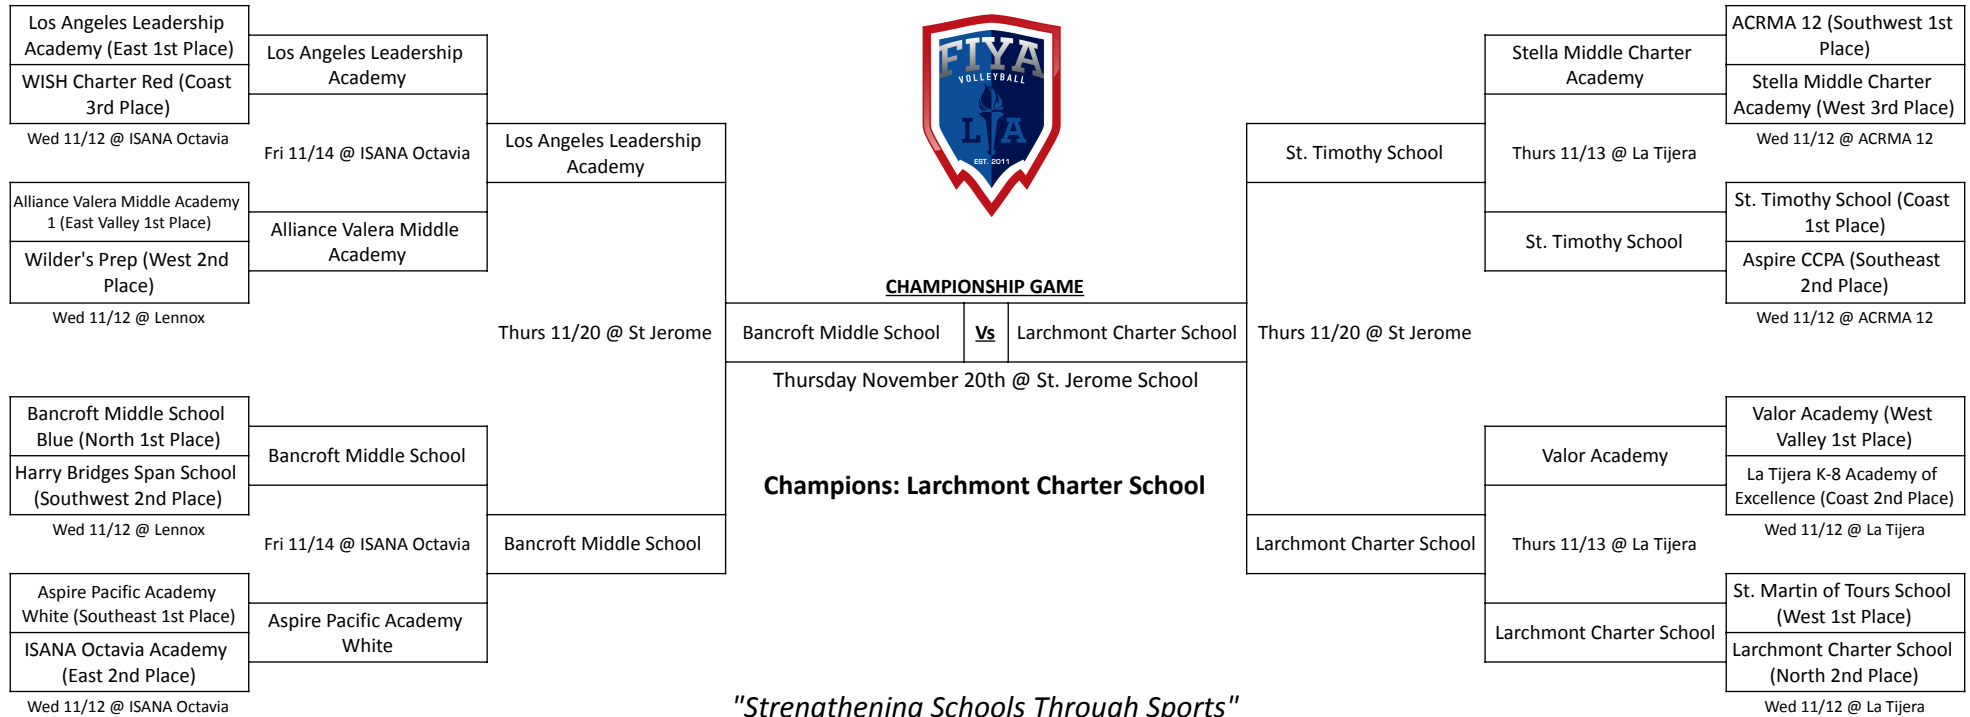 Los Angeles Leadership
Academy (East 1st Place)
WISH Charter Red (Coast
3rd Place)
Wed 11/12 @ ISANA Octavia
Alliance Valera Middle Academy
1 (East Valley 1st Place)
Wilder's Prep (West 2nd
Place)
Wed 11/12 @ Lennox
Bancroft Middle School
Blue (North 1st Place)
Harry Bridges Span School
(Southwest 2nd Place)
Wed 11/12 @ Lennox
Aspire Pacific Academy
White (Southeast 1st Place)
ISANA Octavia Academy
(East 2nd Place)
Wed 11/12 @ ISANA Octavia
Los Angeles Leadership
Academy
Fri 11/14 @ ISANA Octavia
Alliance Valera Middle
Academy
Bancroft Middle School
Fri 11/14 @ ISANA Octavia
Aspire Pacific Academy
White
Los Angeles Leadership
Academy
Thurs 11/20 @ St Jerome
Bancroft Middle School
FIYA
VOLLEYBALL
LA
EST. 2011
CHAMPIONSHIP GAME
Bancroft Middle School
Vs
Larchmont Charter School
Thursday November 20th @ St. Jerome School
Champions: Larchmont Charter School
"Strengthening Schools Through Sports"
St. Timothy School
Thurs 11/20 @ St Jerome
Larchmont Charter School
Stella Middle Charter
Academy
Thurs 11/13 @ La Tijera
St. Timothy School
Valor Academy
Thurs 11/13 @ La Tijera
Larchmont Charter School
ACRMA 12 (Southwest 1st
Place)
Stella Middle Charter
Academy (West 3rd Place)
Wed 11/12 @ ACRMA 12
St. Timothy School (Coast
1st Place)
Aspire CCPA (Southeast
2nd Place)
Wed 11/12 @ ACRMA 12
Valor Academy (West
Valley 1st Place)
La Tijera K-8 Academy of
Excellence (Coast 2nd Place)
Wed 11/12 @ La Tijera
St. Martin of Tours School
(West 1st Place)
Larchmont Charter School
(North 2nd Place)
Wed 11/12 @ La Tijera